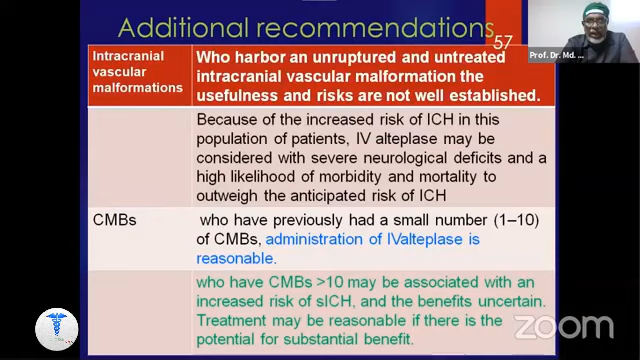 Additional recommendations
57
Prof. Dr. Md. ...
Intracranial
vascular
malformations
Who harbor an unruptured and untreated
intracranial vascular malformation the
usefulness and risks are not well established.
Because of the increased risk of ICH in this
population of patients, IV alteplase may be
considered with severe neurological deficits and a
high likelihood of morbidity and mortality to
outweigh the anticipated risk of ICH
CMBs
who have previously had a small number (1–10)
of CMBs, administration of IValteplase is
reasonable.
who have CMBs >10 may be associated with an
increased risk of sICH, and the benefits uncertain.
Treatment may be reasonable if there is the
potential for substantial benefit.
zoom